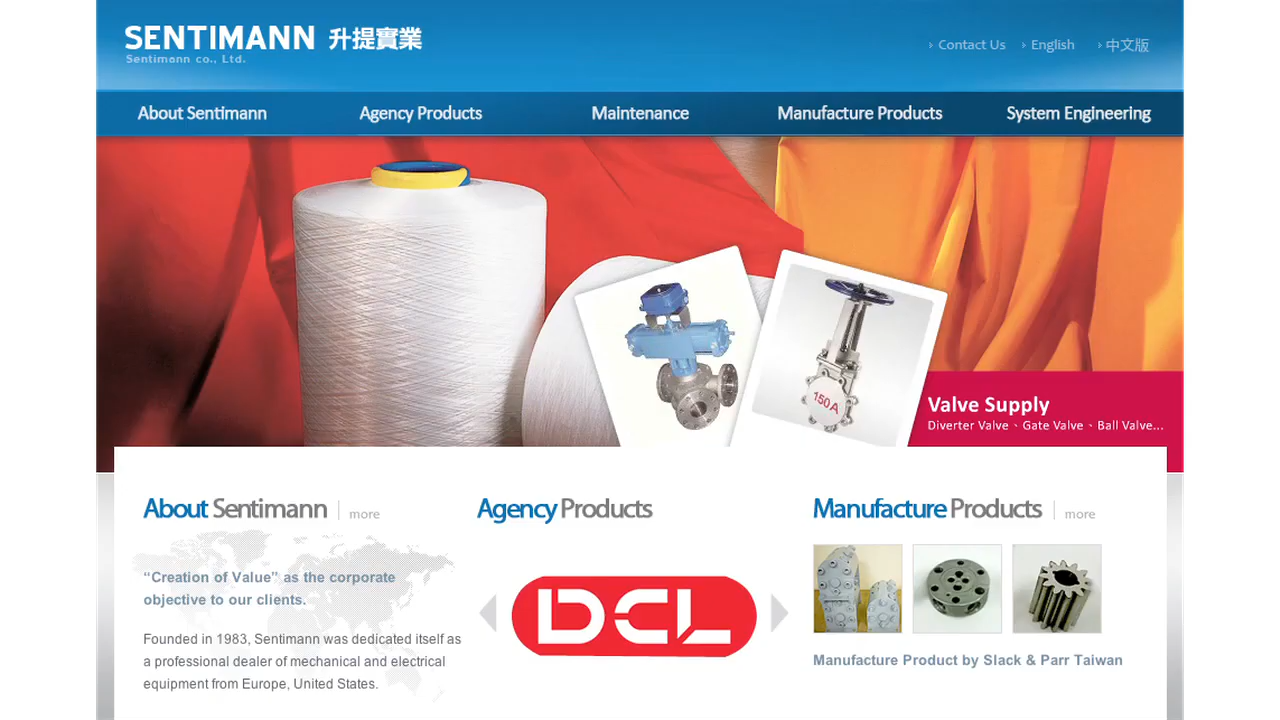 SENTIMANN 升提實業
Sentimann co., Ltd.
Contact Us English 中文版
About Sentimann Agency Products Maintenance Manufacture Products System Engineering
150A
Valve Supply
Diverter Valve、Gate Valve、Ball Valve...
About Sentimann more
“Creation of Value” as the corporate
objective to our clients.
Founded in 1983, Sentimann was dedicated itself as
a professional dealer of mechanical and electrical
equipment from Europe, United States.
Agency Products
DCL
Manufacture Products more
Manufacture Product by Slack & Parr Taiwan